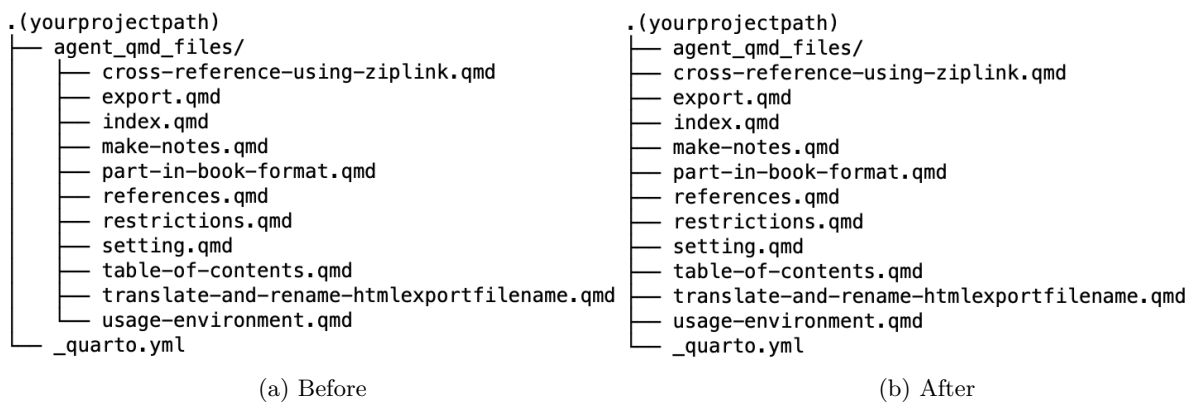 .(yourprojectpath)
├── agent_qmd_files/
│   ├── cross-reference-using-ziplink.qmd
│   ├── export.qmd
│   ├── index.qmd
│   ├── make-notes.qmd
│   ├── part-in-book-format.qmd
│   ├── references.qmd
│   ├── restrictions.qmd
│   ├── setting.qmd
│   ├── table-of-contents.qmd
│   ├── translate-and-rename-htmlexportfilename.qmd
│   └── usage-environment.qmd
└── _quarto.yml
(a) Before
.(yourprojectpath)
├── agent_qmd_files/
├── cross-reference-using-ziplink.qmd
├── export.qmd
├── index.qmd
├── make-notes.qmd
├── part-in-book-format.qmd
├── references.qmd
├── restrictions.qmd
├── setting.qmd
├── table-of-contents.qmd
├── translate-and-rename-htmlexportfilename.qmd
├── usage-environment.qmd
└── _quarto.yml
(b) After